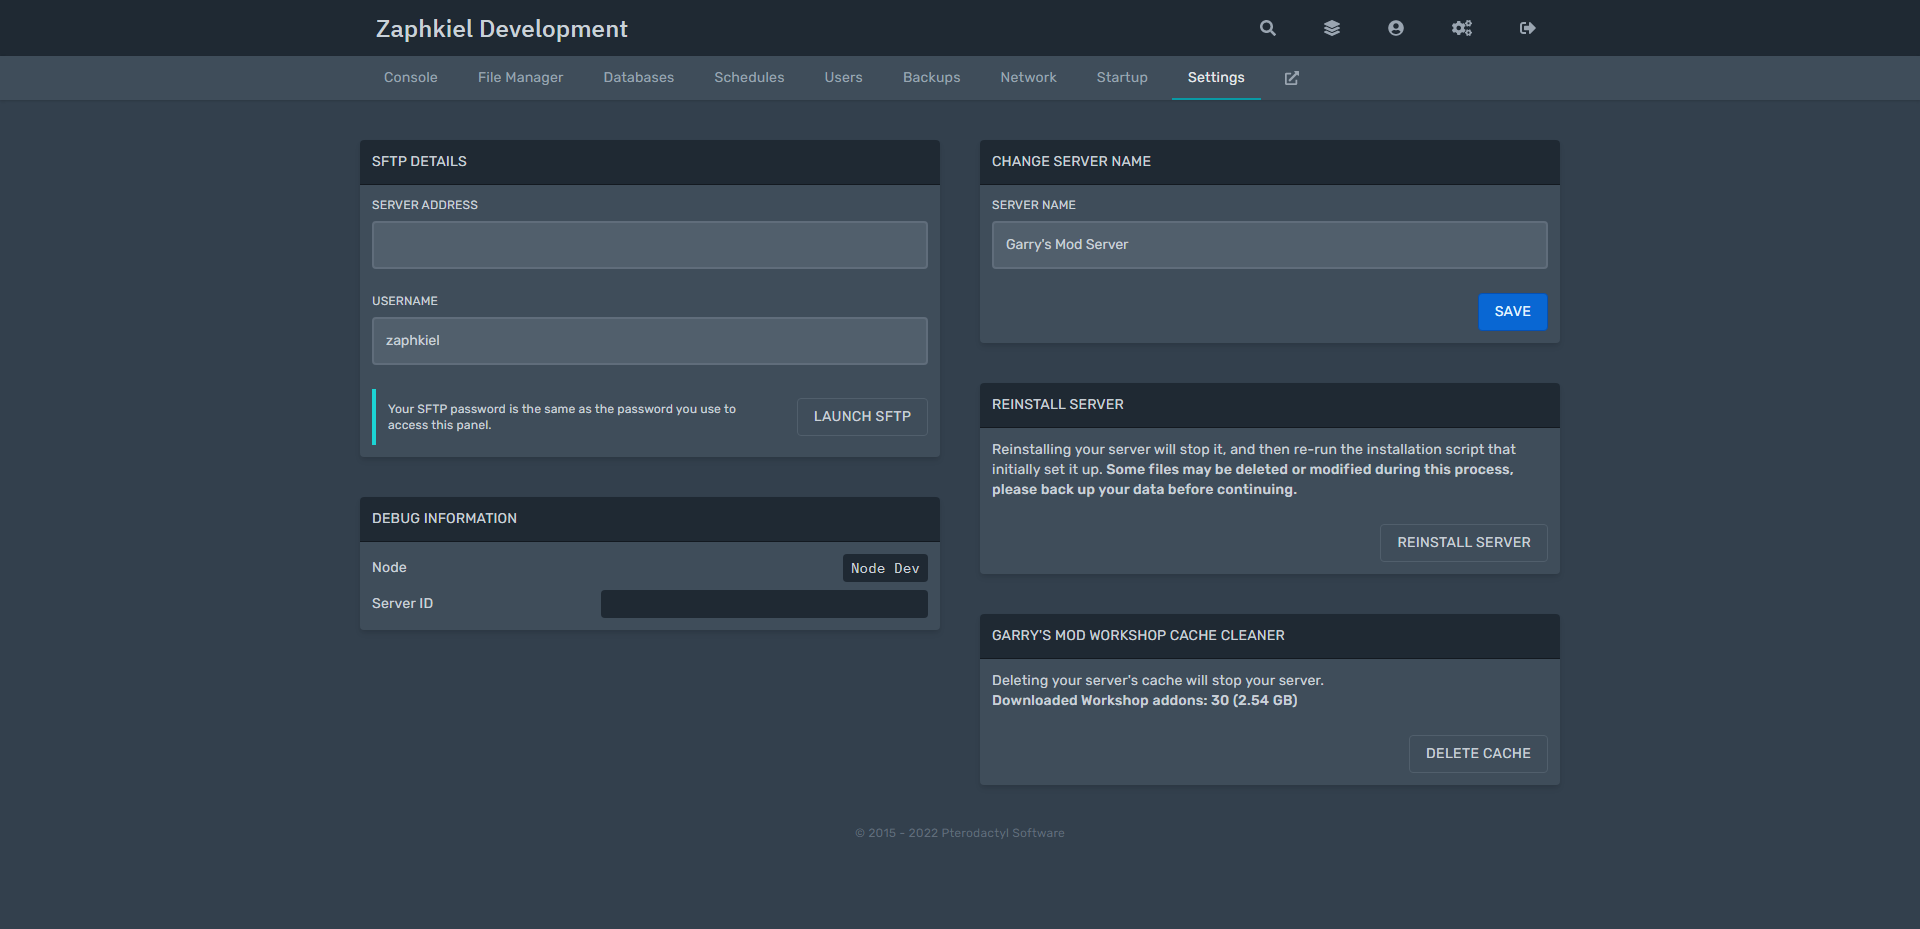 Zaphkiel Development
Console File Manager Databases Schedules Users Backups Network Startup Settings
SFTP DETAILS
SERVER ADDRESS
USERNAME
zaphkiel
Your SFTP password is the same as the password you use to
access this panel.
LAUNCH SFTP
DEBUG INFORMATION
Node Node Dev
Server ID
CHANGE SERVER NAME
SERVER NAME
Garry's Mod Server
SAVE
REINSTALL SERVER
Reinstalling your server will stop it, and then re-run the installation script that
initially set it up. Some files may be deleted or modified during this process,
please back up your data before continuing.
REINSTALL SERVER
GARRY'S MOD WORKSHOP CACHE CLEANER
Deleting your server's cache will stop your server.
Downloaded Workshop addons: 30 (2.54 GB)
DELETE CACHE
© 2015 - 2022 Pterodactyl Software